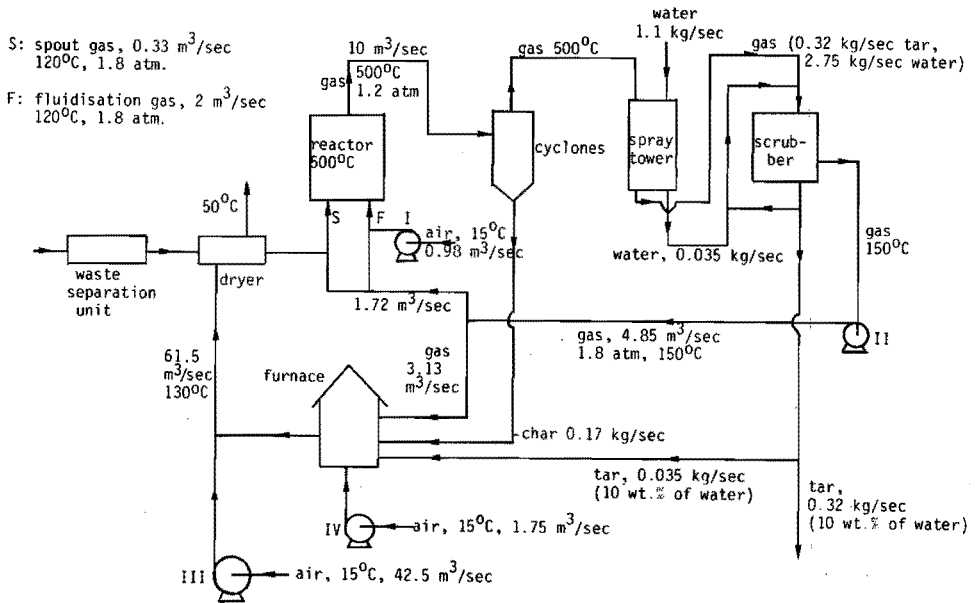 S: spout gas, 0.33 m³/sec
120°C, 1.8 atm.
F: fluidisation gas, 2 m³/sec
120°C, 1.8 atm.
10 m³/sec
500°C
1.2 atm
gas
gas 500°C
water
1.1 kg/sec
gas (0.32 kg/sec tar,
2.75 kg/sec water)
reactor
500°C
cyclones
spray
tower
scrub-
ber
50°C
S
F
I
air, 15°C
0.98 m³/sec
water, 0.035 kg/sec
gas
150°C
waste
separation
unit
dryer
1.72 m³/sec
gas, 4.85 m³/sec
1.8 atm, 150°C
II
61.5
m³/sec
130°C
furnace
gas
3,13
m³/sec
char 0.17 kg/sec
tar, 0.035 kg/sec
(10 wt.% of water)
tar,
0.32 kg/sec
(10 wt.% of water)
IV
air, 15°C, 1.75 m³/sec
III
air, 15°C, 42.5 m³/sec